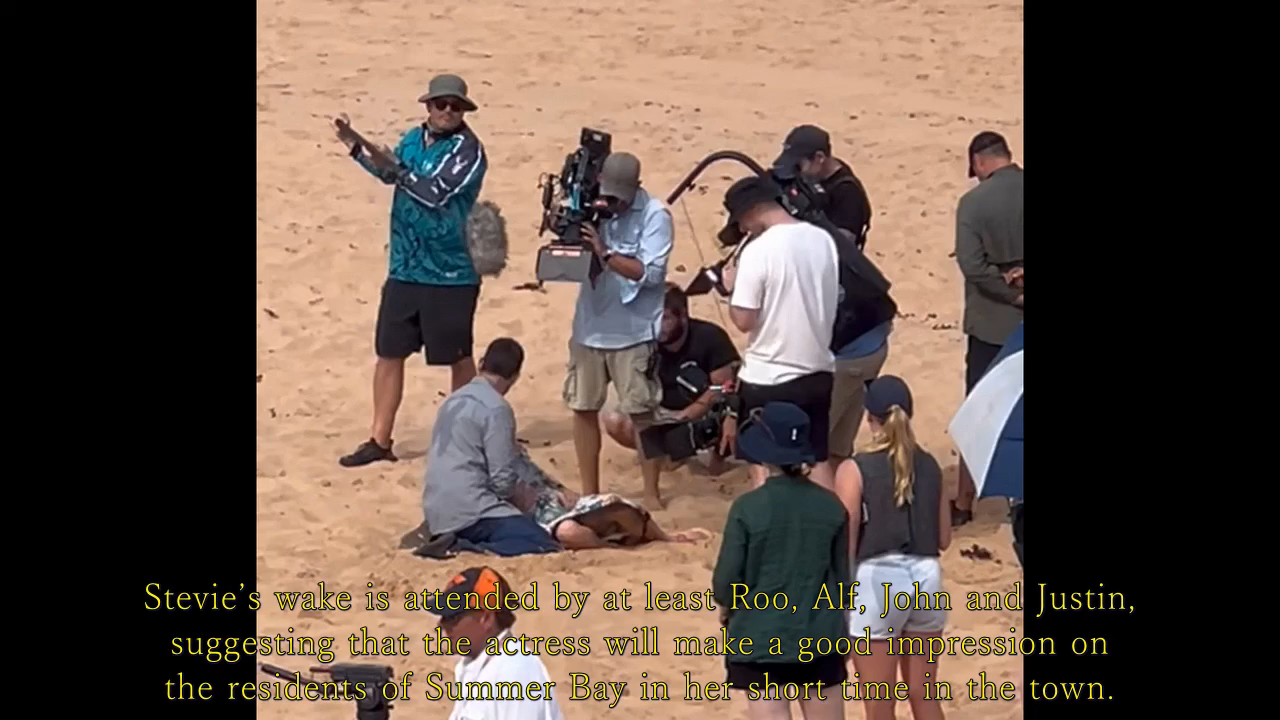 Stevie's wake is attended by at least Roo, Alf, John and Justin,
suggesting that the actress will make a good impression on
the residents of Summer Bay in her short time in the town.